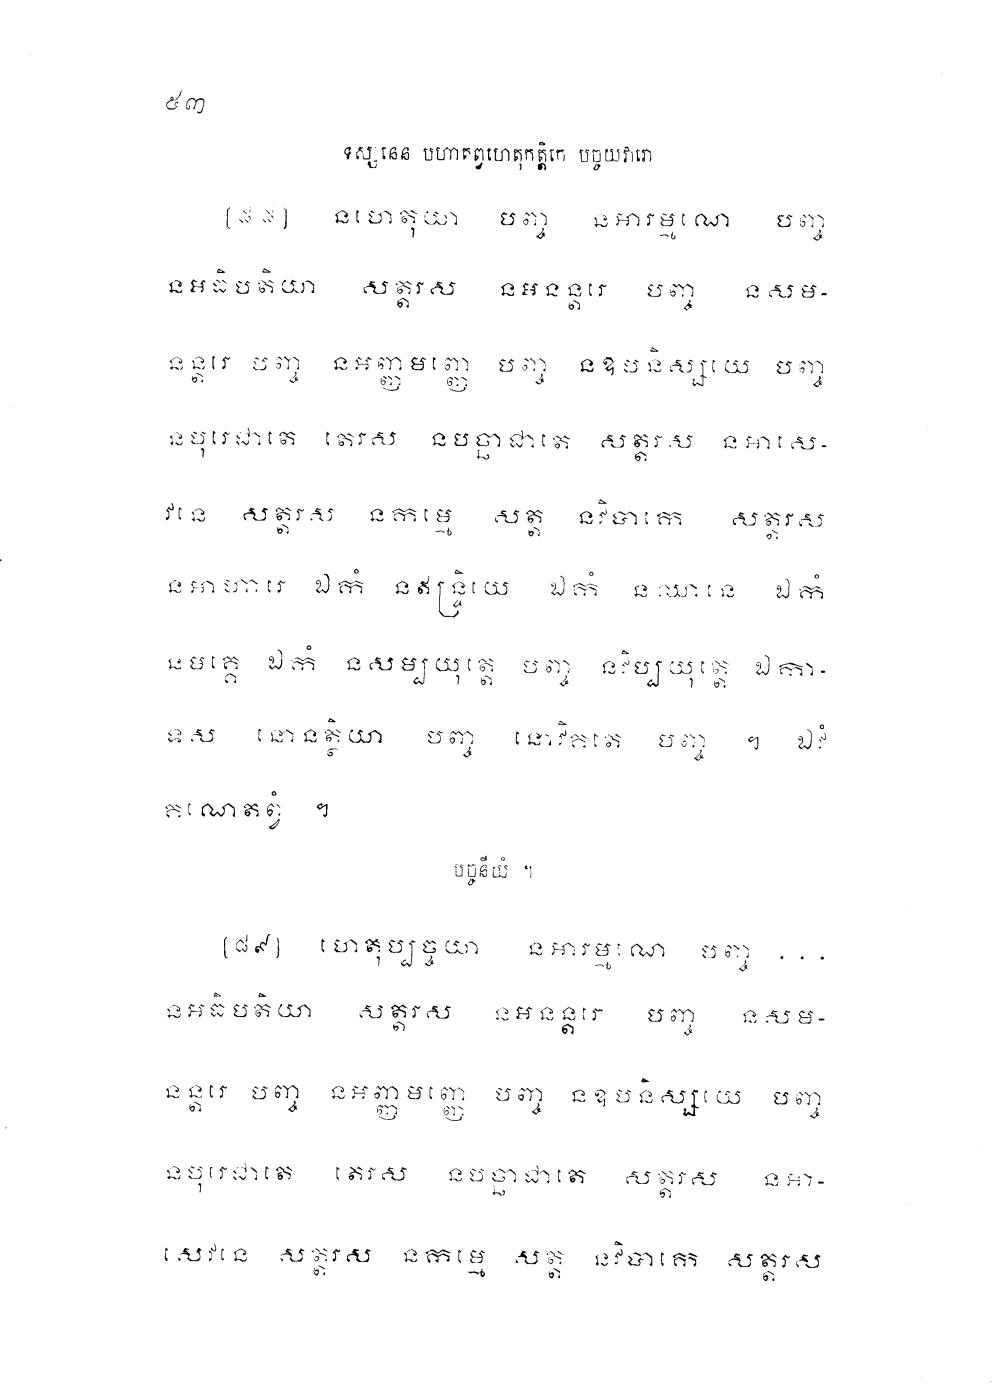 ៥៣
ទស្សនេន បហាតព្វហេតុកត្តិកេ បច្ចយវារោ
[៨៨] នហេតុយា បញ្ច នអារម្មណេ បញ្ច
នអធិបតិយា សត្តរស នអនន្តរេ បញ្ច នសម-
នន្តរេ បញ្ច នអញ្ញមញ្ញេ បញ្ច នឧបនិស្សយេ បញ្ច
នបុរេជាតេ តេរស នបច្ឆាជាតេ សត្តរស នអាសេ-
វនេ សត្តរស នកម្មេ សត្ត នវិបាកេ សត្តរស
នអាហារេ ឯកំ នឥន្ទ្រិយេ ឯកំ នឈានេ ឯកំ
នមគ្គេ ឯកំ នសម្បយុត្តេ បញ្ច នវិប្បយុត្តេ ឯកា-
ទស នោនត្ថិយា បញ្ច នោវិគតេ បញ្ច ។ ឯវំ
គណេតព្វំ ។
បច្ចនីយំ ។
[៨៩] ហេតុប្បច្ចយា នអារម្មណេ បញ្ច ...
នអធិបតិយា សត្តរស នអនន្តរេ បញ្ច នសម-
នន្តរេ បញ្ច នអញ្ញមញ្ញេ បញ្ច នឧបនិស្សយេ បញ្ច
នបុរេជាតេ តេរស នបច្ឆាជាតេ សត្តរស នអា-
សេវនេ សត្តរស នកម្មេ សត្ត នវិបាកេ សត្តរស